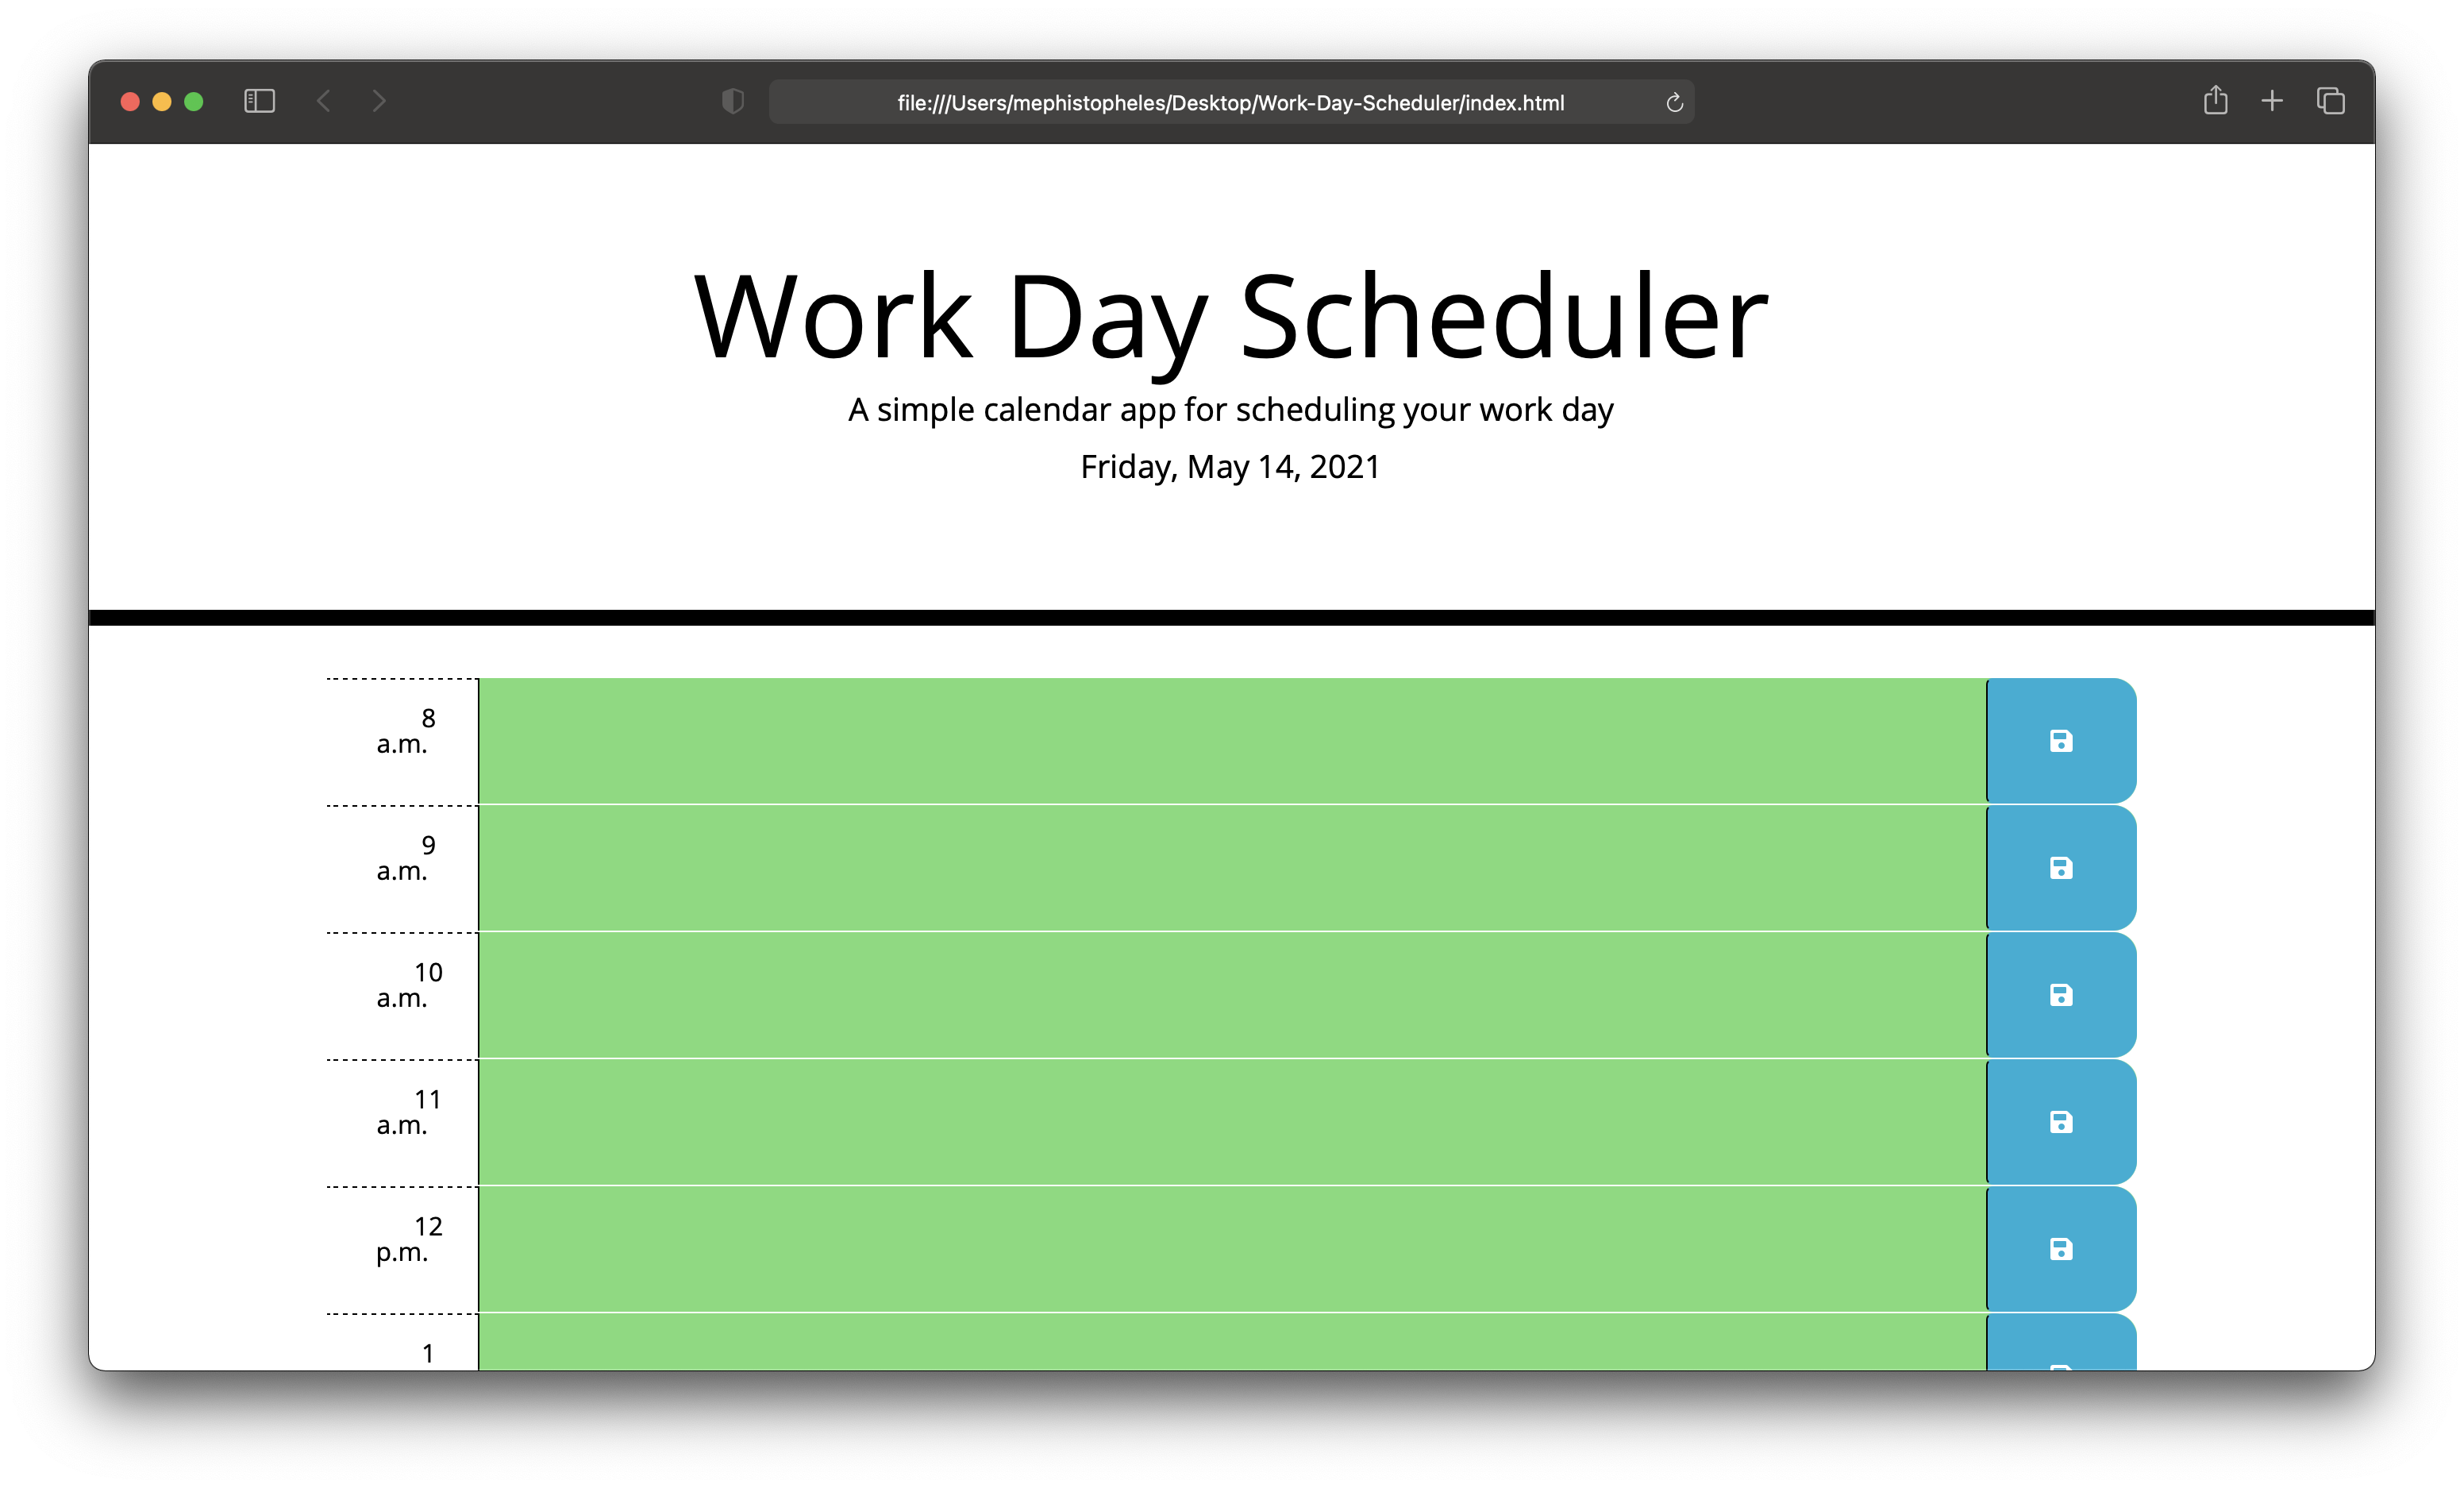 file:///Users/mephistopheles/Desktop/Work-Day-Scheduler/index.html
Work Day Scheduler
A simple calendar app for scheduling your work day
Friday, May 14, 2021
8
a.m.
9
a.m.
10
a.m.
11
a.m.
12
p.m.
1